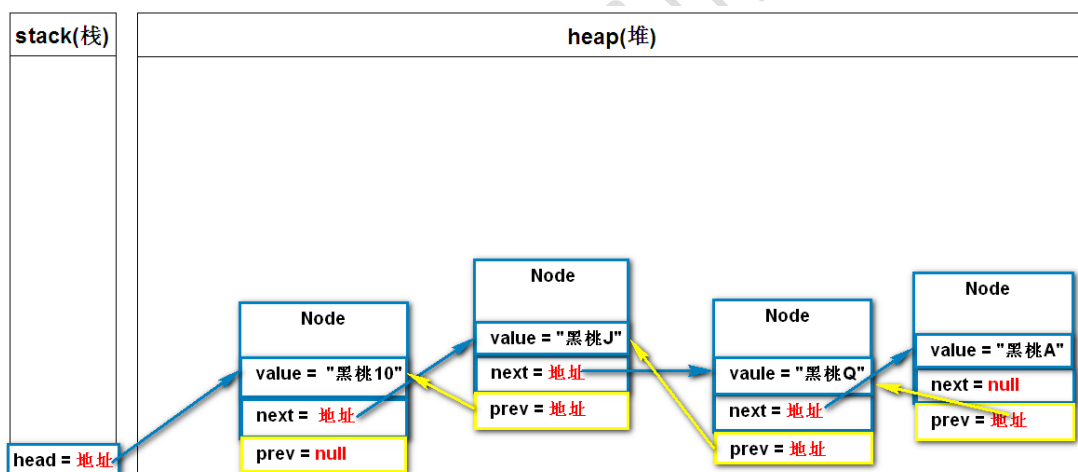 stack(栈)
heap(堆)
Node
value = "黑桃10"
next = 地址
prev = null
Node
value = "黑桃J"
next = 地址
prev = 地址
Node
vaule = "黑桃Q"
next = 地址
prev = 地址
Node
value = "黑桃A"
next = null
prev = 地址
head = 地址